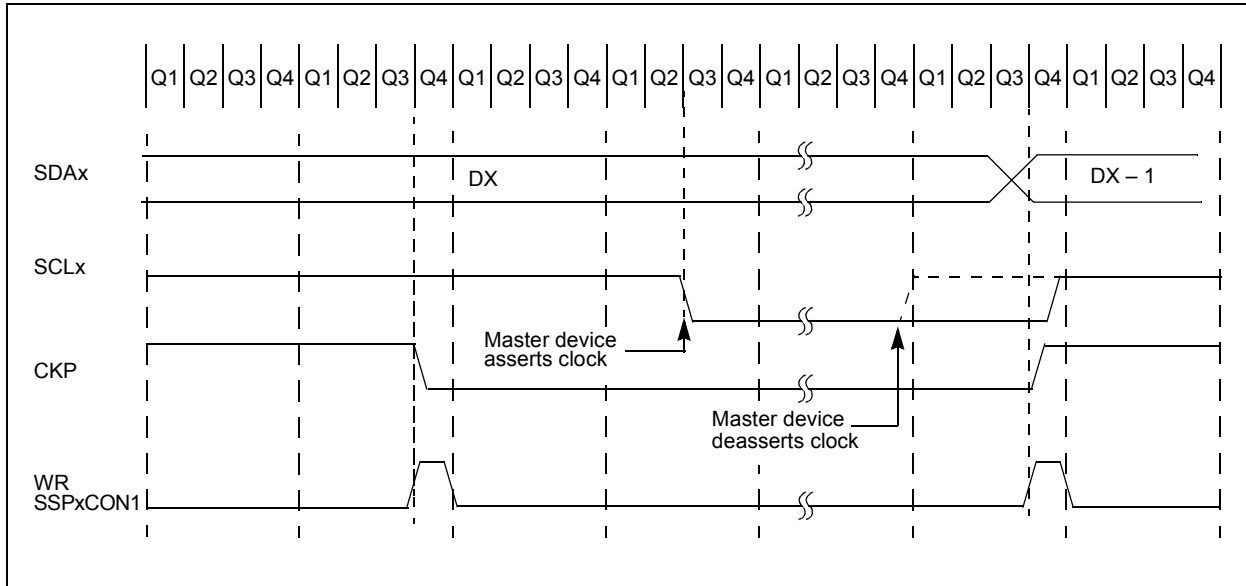 Q1 Q2 Q3 Q4 Q1 Q2 Q3 Q4 Q1 Q2 Q3 Q4 Q1 Q2 Q3 Q4 Q1 Q2 Q3 Q4 Q1 Q2 Q3 Q4 Q1 Q2 Q3 Q4
SDAx
DX
DX – 1
SCLx
Master device
asserts clock
CKP
Master device
deasserts clock
WR
SSPxCON1